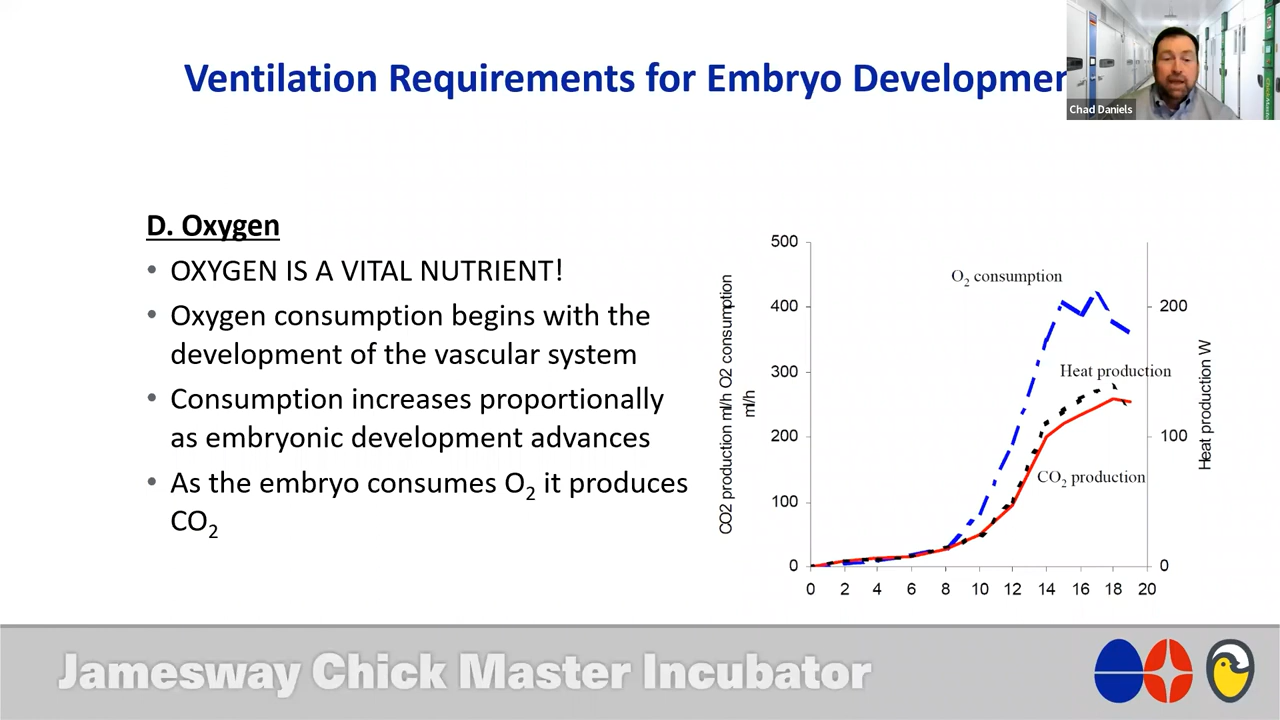 Ventilation Requirements for Embryo Developmen
Chad Daniels
D. Oxygen
• OXYGEN IS A VITAL NUTRIENT!
• Oxygen consumption begins with the
development of the vascular system
• Consumption increases proportionally
as embryonic development advances
• As the embryo consumes O2 it produces
CO2
CO2 production ml/h O2 consumption
ml/h
500
400
300
200
100
0
O2 consumption
Heat production
CO2 production
200
100
0
Heat production W
0 2 4 6 8 10 12 14 16 18 20
Jamesway Chick Master Incubator